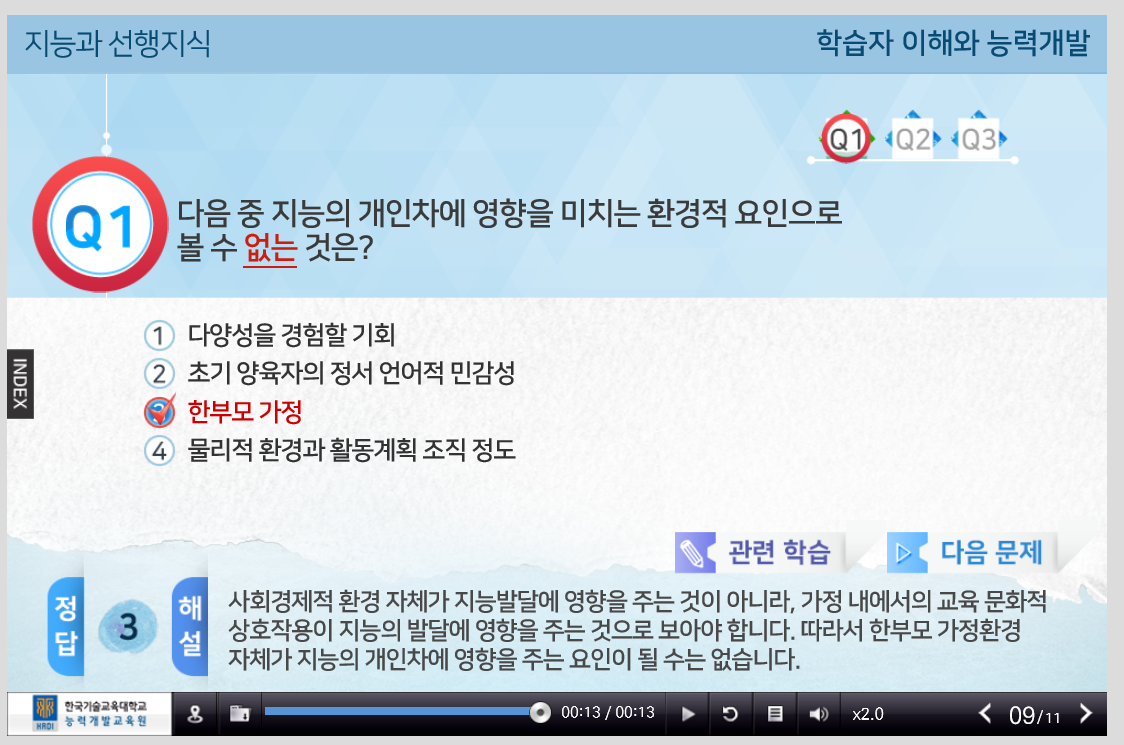 지능과 선행지식
학습자 이해와 능력개발
Q1 Q2 Q3
Q1
다음 중 지능의 개인차에 영향을 미치는 환경적 요인으로
볼 수 없는 것은?
1 다양성을 경험할 기회
2 초기 양육자의 정서 언어적 민감성
한부모 가정
4 물리적 환경과 활동계획 조직 정도
INDEX
관련 학습
다음 문제
정답
3
해설
사회경제적 환경 자체가 지능발달에 영향을 주는 것이 아니라, 가정 내에서의 교육 문화적
상호작용이 지능의 발달에 영향을 주는 것으로 보아야 합니다. 따라서 한부모 가정환경
자체가 지능의 개인차에 영향을 주는 요인이 될 수는 없습니다.
한국기술교육대학교
능력개발교육원
HRDI
00:13 / 00:13
x2.0
09/11